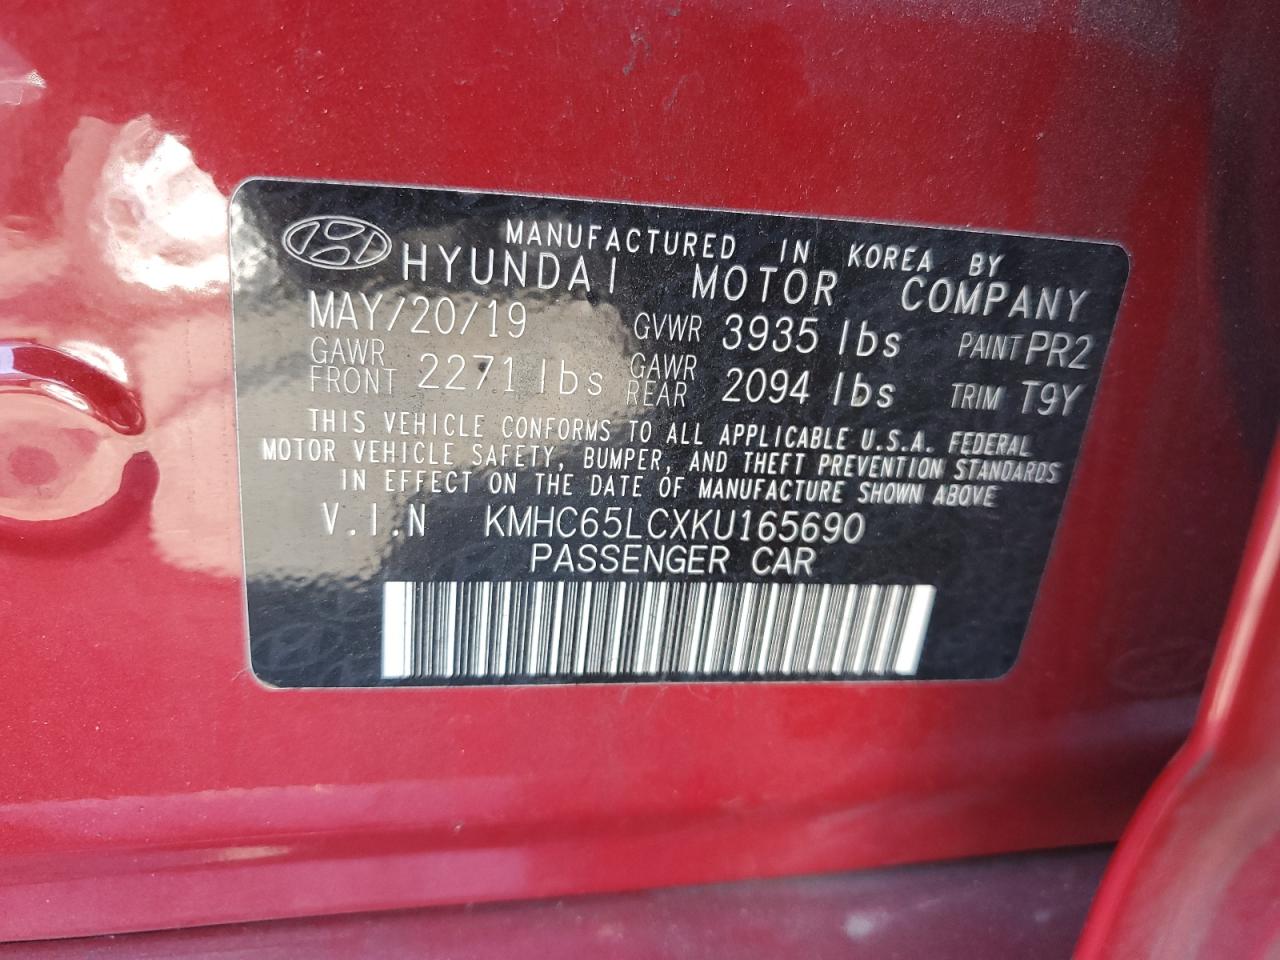 MANUFACTURED IN KOREA BY
HYUNDAI MOTOR COMPANY
MAY/20/19 GVWR 3935 lbs PAINT PR2
GAWR FRONT 2271 lbs GAWR REAR 2094 lbs TRIM T9Y
THIS VEHICLE CONFORMS TO ALL APPLICABLE U.S.A. FEDERAL
MOTOR VEHICLE SAFETY, BUMPER, AND THEFT PREVENTION STANDARDS
IN EFFECT ON THE DATE OF MANUFACTURE SHOWN ABOVE
V.I.N KMHC65LCXKU165690
PASSENGER CAR